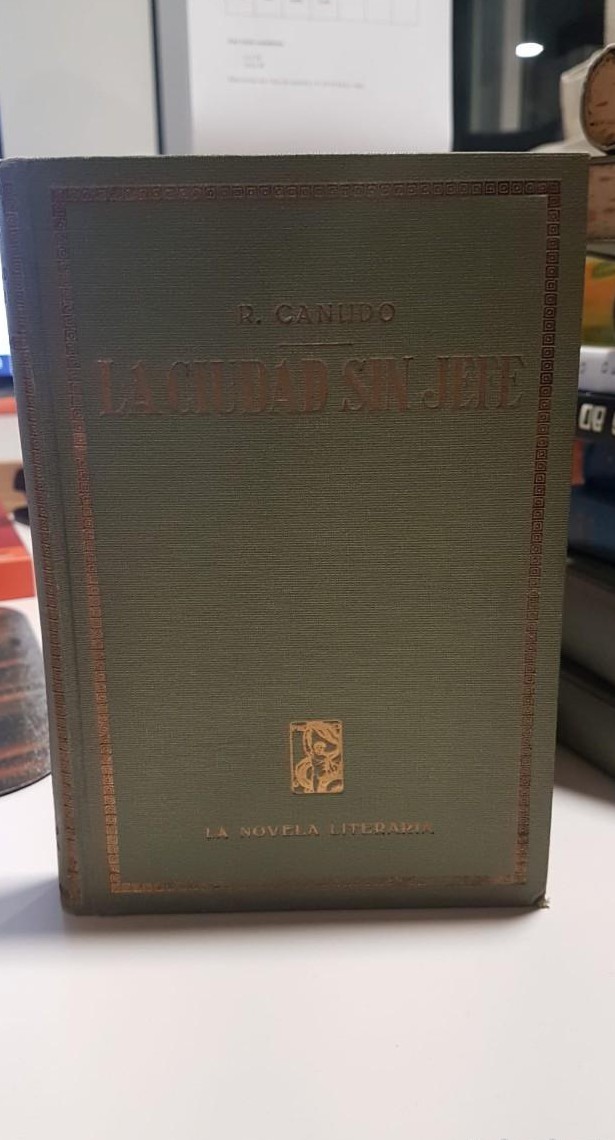 R. CANUDO
LA CIUDAD SIN JEFE
LA NOVELA LITERARIA